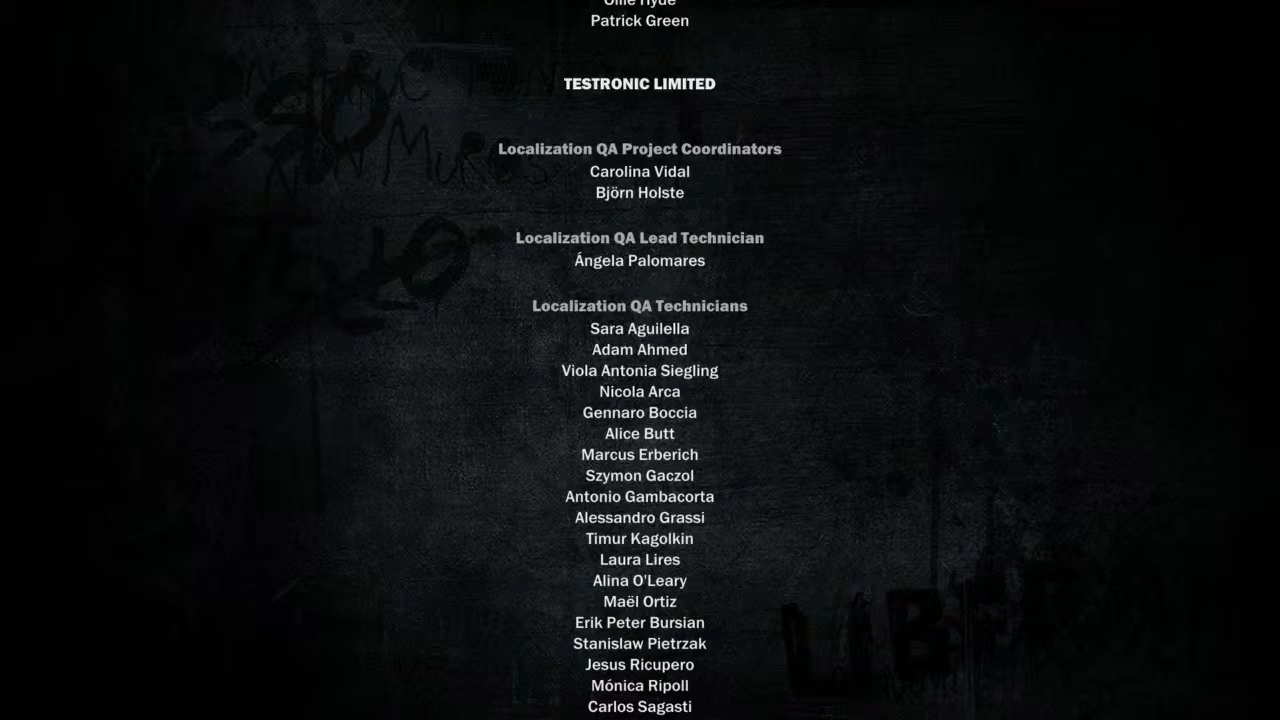 Ollie Hyde
Patrick Green
TESTRONIC LIMITED
Localization QA Project Coordinators
Carolina Vidal
Björn Holste
Localization QA Lead Technician
Ángela Palomares
Localization QA Technicians
Sara Aguilella
Adam Ahmed
Viola Antonia Siegling
Nicola Arca
Gennaro Boccia
Alice Butt
Marcus Erberich
Szymon Gaczol
Antonio Gambacorta
Alessandro Grassi
Timur Kagolkin
Laura Lires
Alina O'Leary
Maël Ortiz
Erik Peter Bursian
Stanislaw Pietrzak
Jesus Ricupero
Mónica Ripoll
Carlos Sagasti